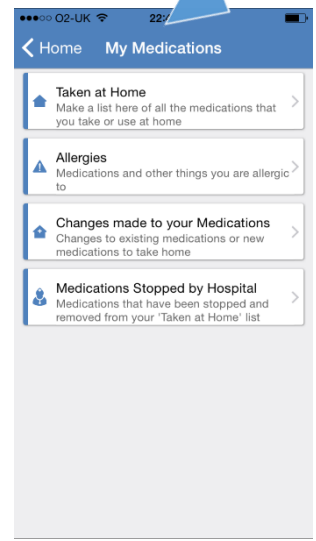 O2-UK 22:
Home My Medications
Taken at Home
Make a list here of all the medications that
you take or use at home
Allergies
Medications and other things you are allergic
to
Changes made to your Medications
Changes to existing medications or new
medications to take home
Medications Stopped by Hospital
Medications that have been stopped and
removed from your 'Taken at Home' list